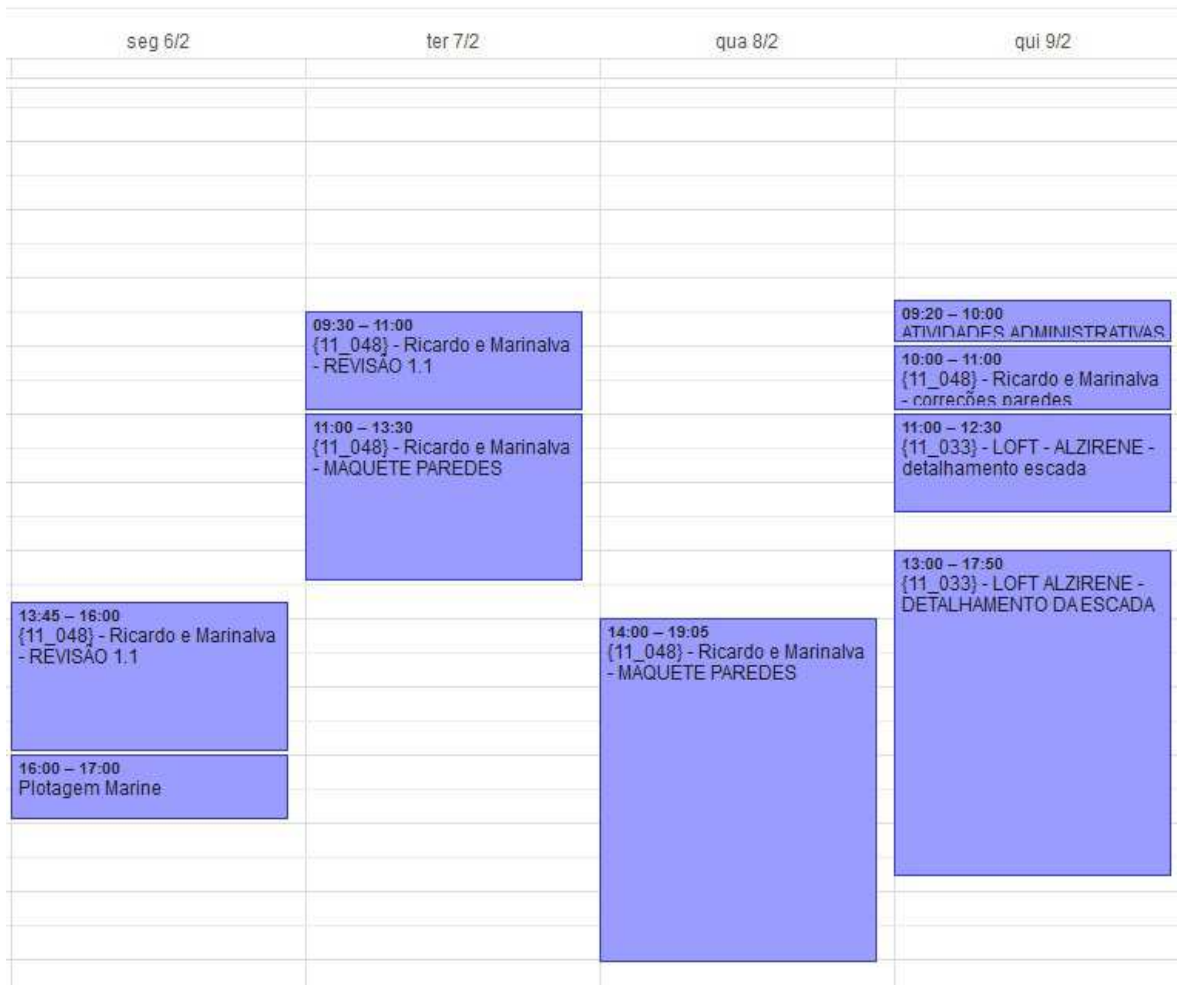 seg 6/2
ter 7/2
qua 8/2
qui 9/2
13:45 – 16:00
{11_048} - Ricardo e Marinalva
- REVISÃO 1.1
16:00 – 17:00
Plotagem Marine
09:30 – 11:00
{11_048} - Ricardo e Marinalva
- REVISÃO 1.1
11:00 – 13:30
{11_048} - Ricardo e Marinalva
- MAQUETE PAREDES
14:00 – 19:05
{11_048} - Ricardo e Marinalva
- MAQUETE PAREDES
09:20 – 10:00
ATIVIDADES ADMINISTRATIVAS
10:00 – 11:00
{11_048} - Ricardo e Marinalva
- correções paredes
11:00 – 12:30
{11_033} - LOFT - ALZIRENE -
detalhamento escada
13:00 – 17:50
{11_033} - LOFT ALZIRENE -
DETALHAMENTO DA ESCADA